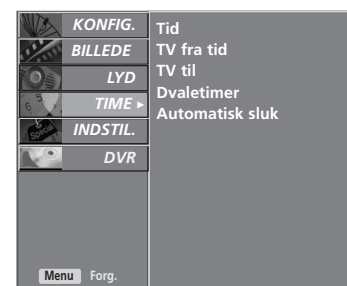 KONFIG.
BILLEDE
LYD
TIME
INDSTIL.
DVR
Tid
TV fra tid
TV til
Dvaletimer
Automatisk sluk
Menu Forg.